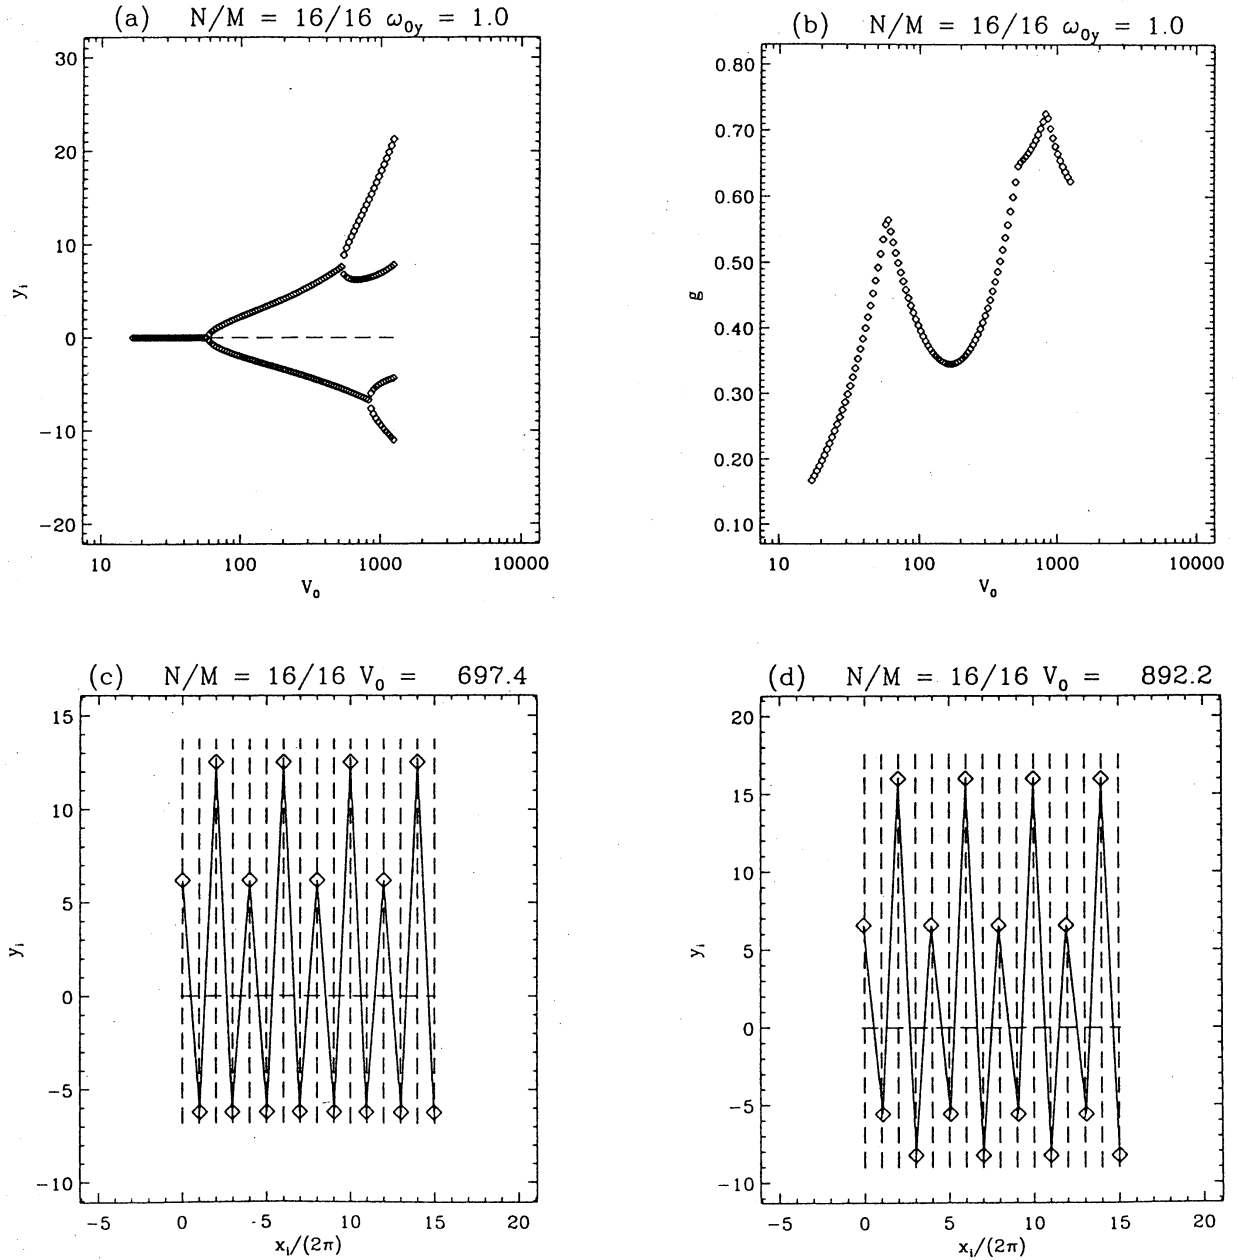 (a) N/M = 16/16 ω0y = 1.0
30
20
10
0
−10
−20
yi
10 100 1000 10000
V0
(b) N/M = 16/16 ω0y = 1.0
0.80
0.70
0.60
0.50
0.40
0.30
0.20
0.10
g
10 100 1000 10000
V0
(c) N/M = 16/16 V0 = 697.4
15
10
5
0
−5
−10
yi
−5 0 5 10 15 20
xi/(2π)
(d) N/M = 16/16 V0 = 892.2
20
15
10
5
0
−5
−10
yi
−5 0 5 10 15 20
xi/(2π)